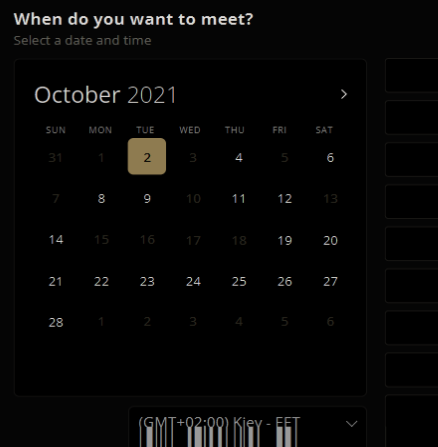 When do you want to meet?
Select a date and time
October 2021
SUN MON TUE WED THU FRI SAT
31 1 2 3 4 5 6
7 8 9 10 11 12 13
14 15 16 17 18 19 20
21 22 23 24 25 26 27
28 1 2 3 4 5 6
(GMT+02:00) Kiev - EET